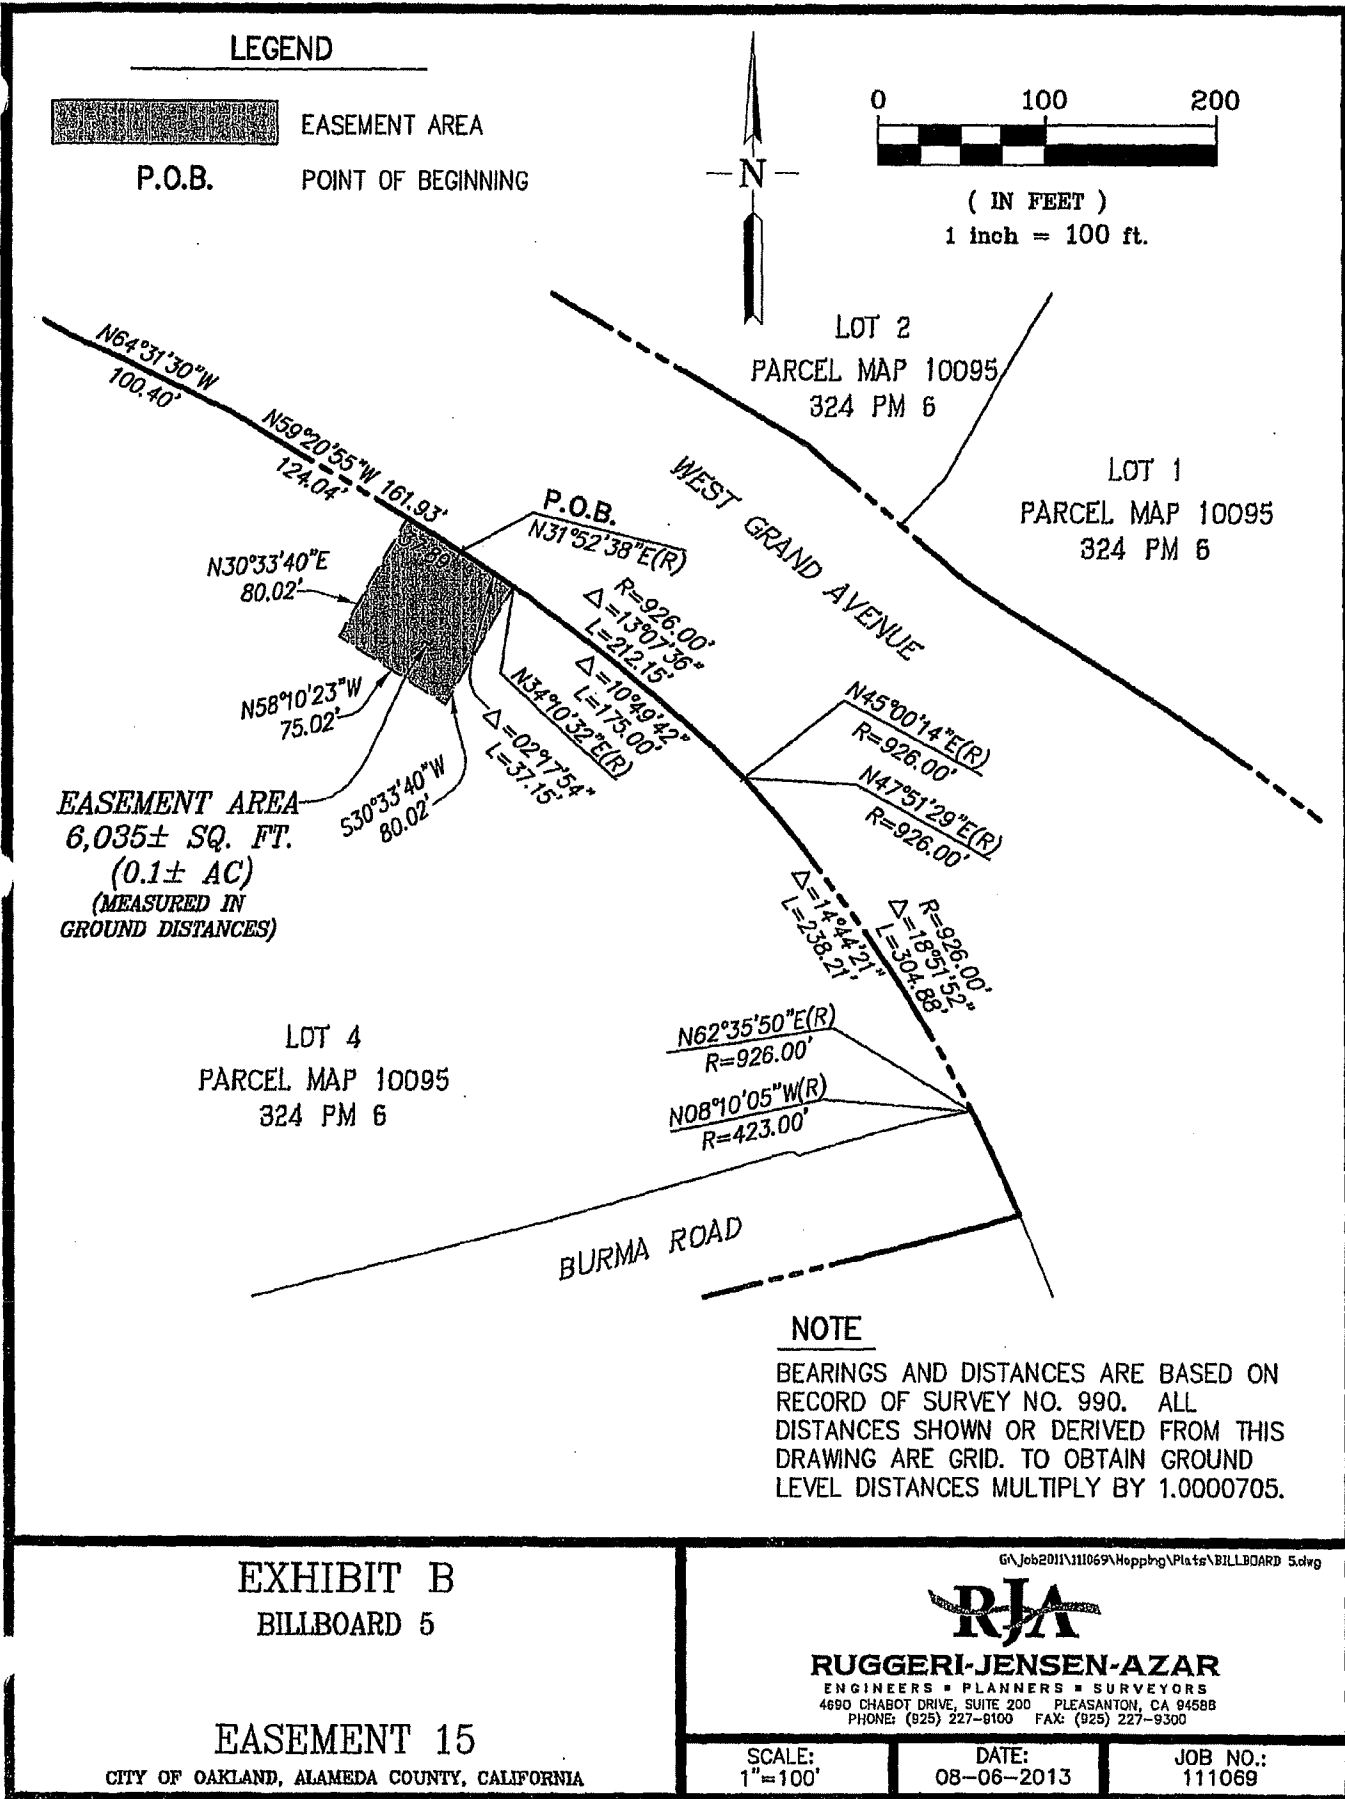 LEGEND
EASEMENT AREA
P.O.B. POINT OF BEGINNING
N
0 100 200
( IN FEET )
1 inch = 100 ft.
LOT 2
PARCEL MAP 10095
324 PM 6
LOT 1
PARCEL MAP 10095
324 PM 6
N64°31'30"W
100.40'
N59°20'55"W 161.93'
124.04'
37.89'
P.O.B.
N31°52'38"E(R)
WEST GRAND AVENUE
N30°33'40"E
80.02'
R=926.00'
Δ=13°07'36"
L=212.15'
Δ=10°49'42"
L=175.00'
N34°10'32"E(R)
Δ=02°17'54"
L=37.15'
N58°10'23"W
75.02'
S30°33'40"W
80.02'
EASEMENT AREA
6,035± SQ. FT.
(0.1± AC)
(MEASURED IN
GROUND DISTANCES)
N45°00'14"E(R)
R=926.00'
N47°51'29"E(R)
R=926.00'
Δ=14°44'21"
L=238.21'
R=926.00'
Δ=18°51'52"
L=304.88'
N62°35'50"E(R)
R=926.00'
N08°10'05"W(R)
R=423.00'
LOT 4
PARCEL MAP 10095
324 PM 6
BURMA ROAD
NOTE
BEARINGS AND DISTANCES ARE BASED ON
RECORD OF SURVEY NO. 990. ALL
DISTANCES SHOWN OR DERIVED FROM THIS
DRAWING ARE GRID. TO OBTAIN GROUND
LEVEL DISTANCES MULTIPLY BY 1.0000705.
EXHIBIT B
BILLBOARD 5
EASEMENT 15
CITY OF OAKLAND, ALAMEDA COUNTY, CALIFORNIA
G:\Job2011\111069\Mapping\Plats\BILLBOARD 5.dwg
RJA
RUGGERI-JENSEN-AZAR
ENGINEERS ▪ PLANNERS ▪ SURVEYORS
4690 CHABOT DRIVE, SUITE 200 PLEASANTON, CA 94588
PHONE: (925) 227-9100 FAX: (925) 227-9300
SCALE:
1"=100'
DATE:
08-06-2013
JOB NO.:
111069